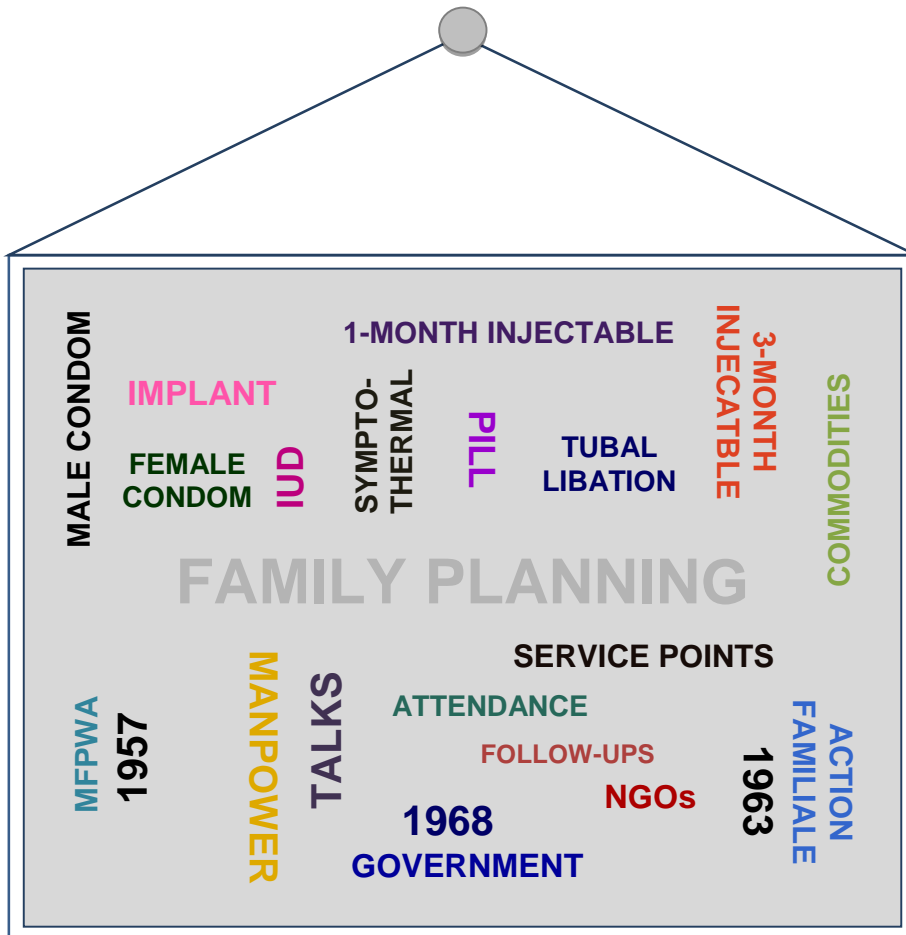 MALE CONDOM
1-MONTH INJECTABLE
3-MONTH
INJECATBLE
IMPLANT
SYMPTO-
THERMAL
COMMODITIES
FEMALE
CONDOM
IUD
PILL
TUBAL
LIBATION
FAMILY PLANNING
SERVICE POINTS
MANPOWER
TALKS
ATTENDANCE
MFPWA
1957
FOLLOW-UPS
NGOs
1963
ACTION
FAMILIALE
1968
GOVERNMENT